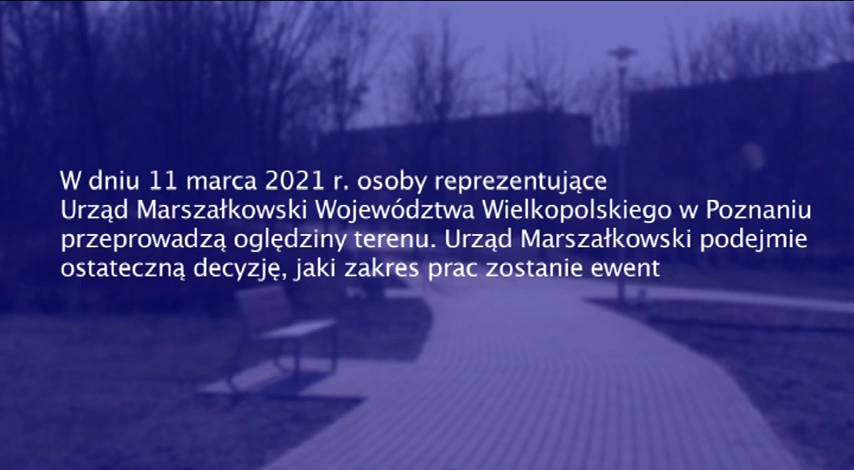 W dniu 11 marca 2021 r. osoby reprezentujące
Urząd Marszałkowski Województwa Wielkopolskiego w Poznaniu
przeprowadzą oględziny terenu. Urząd Marszałkowski podejmie
ostateczną decyzję, jaki zakres prac zostanie ewent